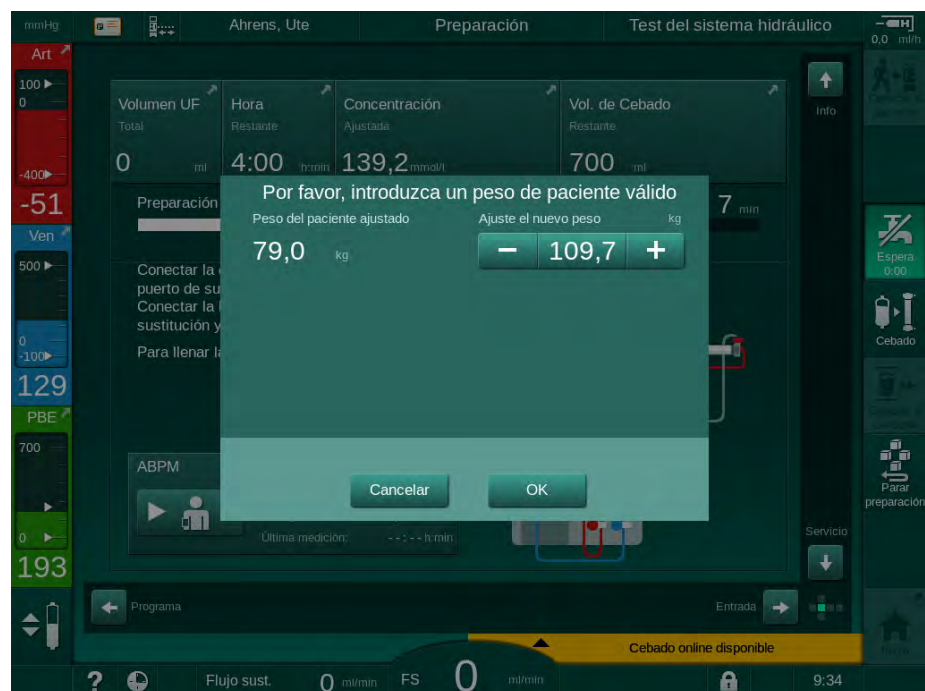 mmHg
Ahrens, Ute
Preparación
Test del sistema hidráulico
0,0 ml/h
Art
100
0
-400
-51
Ven
500
0
-100
129
PBE
700
0
193
Volumen UF
Total
0 ml
Hora
Restante
4:00 h:min
Concentración
Ajustada
139,2 mmol/l
Vol. de Cebado
Restante
700 ml
Info
Preparación
7 min
Por favor, introduzca un peso de paciente válido
Peso del paciente ajustado
79,0 kg
Ajuste el nuevo peso kg
− 109,7 +
Conectar la
puerto de su
Conectar la
sustitución y
Para llenar la
Cancelar
OK
ABPM
Última medición: --:-- h:min
Espera
0:00
Cebado
Parar
preparación
Servicio
Programa
Entrada
Cebado online disponible
? Flujo sust. 0 ml/min FS 0 ml/min 9:34